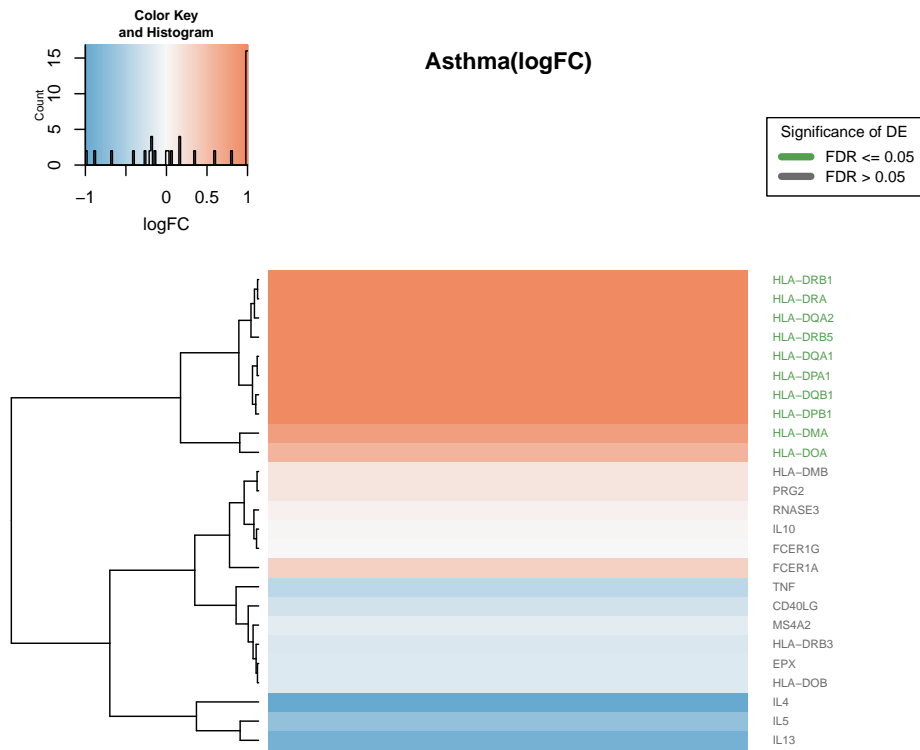 Color Key
and Histogram
Count
0
5
10
15
−1
0
0.5
1
logFC
Asthma(logFC)
Significance of DE
FDR <= 0.05
FDR > 0.05
HLA−DRB1
HLA−DRA
HLA−DQA2
HLA−DRB5
HLA−DQA1
HLA−DPA1
HLA−DQB1
HLA−DPB1
HLA−DMA
HLA−DOA
HLA−DMB
PRG2
RNASE3
IL10
FCER1G
FCER1A
TNF
CD40LG
MS4A2
HLA−DRB3
EPX
HLA−DOB
IL4
IL5
IL13